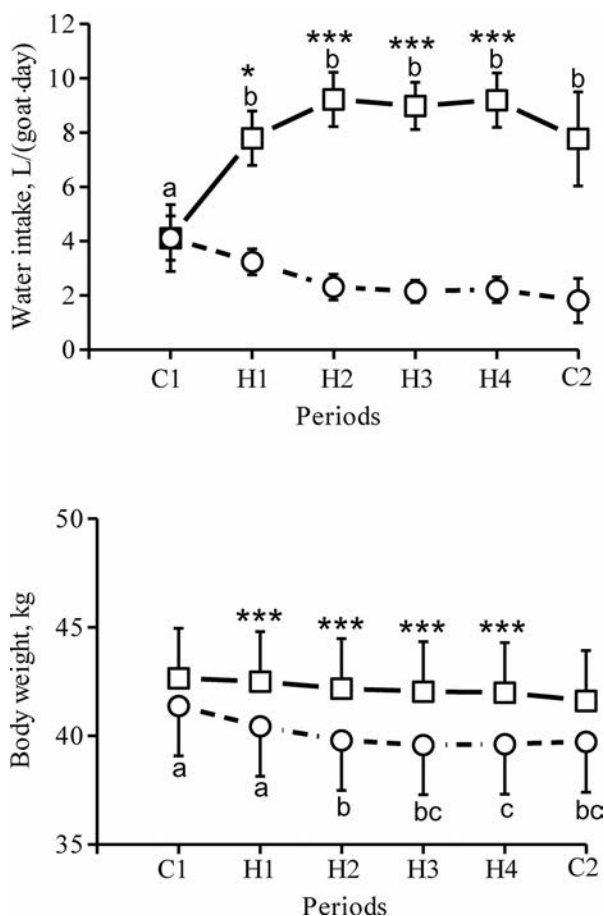 12
10
8
6
4
2
0
Water intake, L/(goat·day)
a
*
b
***
b
***
b
***
b
b
C1 H1 H2 H3 H4 C2
Periods
50
45
40
35
Body weight, kg
*** *** *** ***
a a b bc c bc
C1 H1 H2 H3 H4 C2
Periods